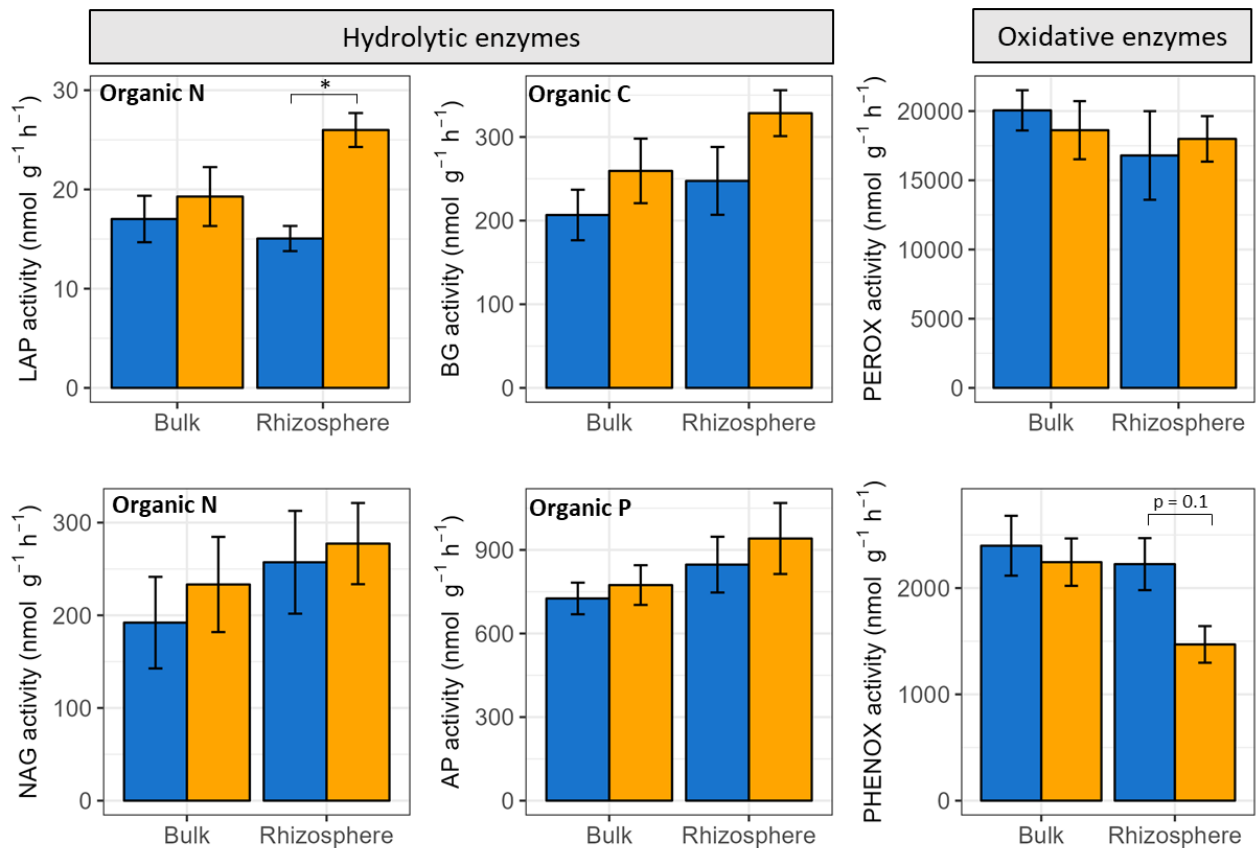 Hydrolytic enzymes
Oxidative enzymes
LAP activity (nmol g⁻¹ h⁻¹)
30
20
10
0
Organic N
*
Bulk Rhizosphere
BG activity (nmol g⁻¹ h⁻¹)
300
200
100
0
Organic C
Bulk Rhizosphere
PEROX activity (nmol g⁻¹ h⁻¹)
20000
15000
10000
5000
0
Bulk Rhizosphere
NAG activity (nmol g⁻¹ h⁻¹)
300
200
100
0
Organic N
Bulk Rhizosphere
AP activity (nmol g⁻¹ h⁻¹)
900
600
300
0
Organic P
Bulk Rhizosphere
PHENOX activity (nmol g⁻¹ h⁻¹)
2000
1000
0
p = 0.1
Bulk Rhizosphere